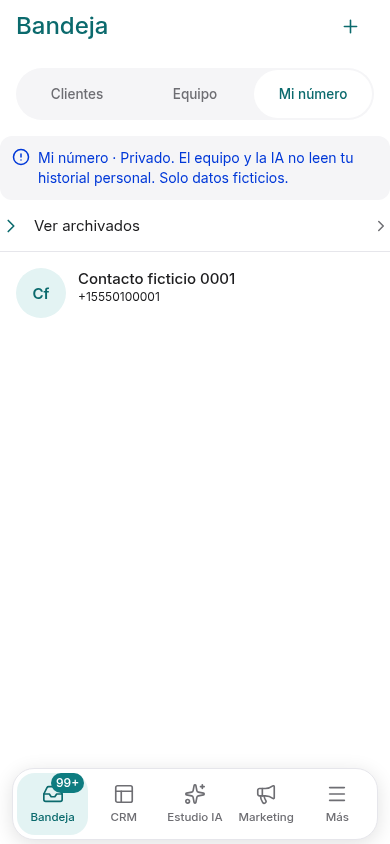 Bandeja
Clientes
Equipo
Mi número
Mi número · Privado. El equipo y la IA no leen tu
historial personal. Solo datos ficticios.
Ver archivados
Cf
Contacto ficticio 0001
+15550100001
99+
Bandeja
CRM
Estudio IA
Marketing
Más